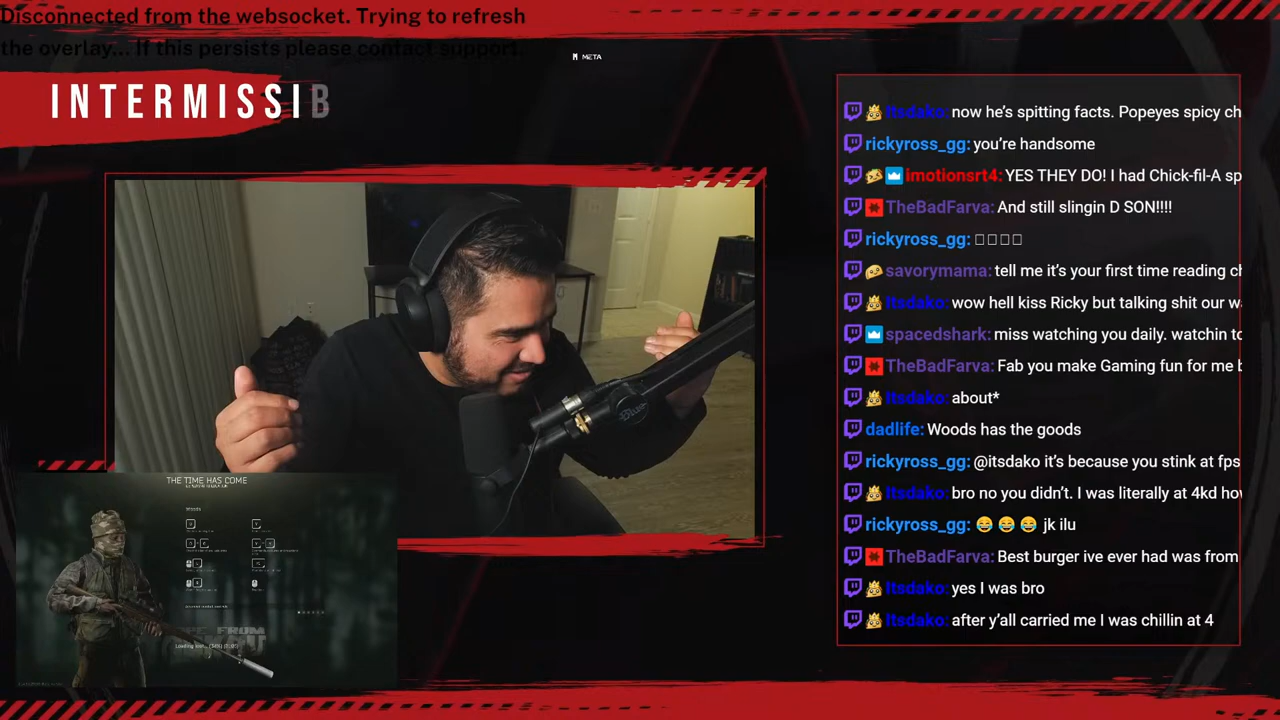 Disconnected from the websocket. Trying to refresh
the overlay... If this persists please contact support.
META
INTERMISSIB
Itsdako: now he's spitting facts. Popeyes spicy ch
rickyross_gg: you're handsome
imotionsrt4: YES THEY DO! I had Chick-fil-A sp
TheBadFarva: And still slingin D SON!!!!
rickyross_gg: □□□□
savorymama: tell me it's your first time reading ch
Itsdako: wow hell kiss Ricky but talking shit our wa
spacedshark: miss watching you daily. watchin to
TheBadFarva: Fab you make Gaming fun for me b
Itsdako: about*
dadlife: Woods has the goods
rickyross_gg: @itsdako it's because you stink at fps
Itsdako: bro no you didn't. I was literally at 4kd how
rickyross_gg: 😂 😂 😂 jk ilu
TheBadFarva: Best burger ive ever had was from
Itsdako: yes I was bro
Itsdako: after y'all carried me I was chillin at 4
Blue
THE TIME HAS COME
Woods